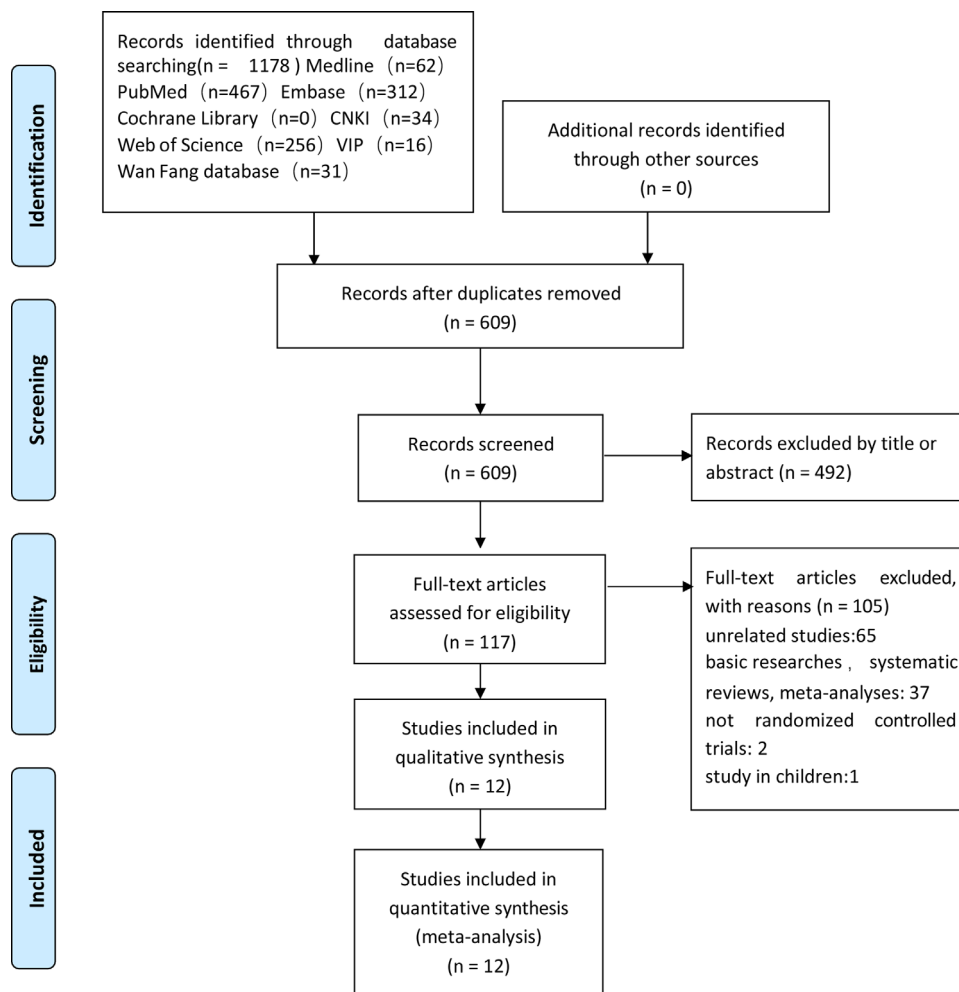 Records identified through database
searching(n = 1178 ) Medline（n=62）
PubMed（n=467）Embase（n=312）
Cochrane Library（n=0）CNKI（n=34）
Web of Science（n=256）VIP（n=16）
Wan Fang database（n=31）
Additional records identified
through other sources
(n = 0)
Identification
Records after duplicates removed
(n = 609)
Screening
Records screened
(n = 609)
Records excluded by title or
abstract (n = 492)
Eligibility
Full-text articles
assessed for eligibility
(n = 117)
Full-text articles excluded,
with reasons (n = 105)
unrelated studies:65
basic researches，systematic
reviews, meta-analyses: 37
not randomized controlled
trials: 2
study in children:1
Studies included in
qualitative synthesis
(n = 12)
Included
Studies included in
quantitative synthesis
(meta-analysis)
(n = 12)